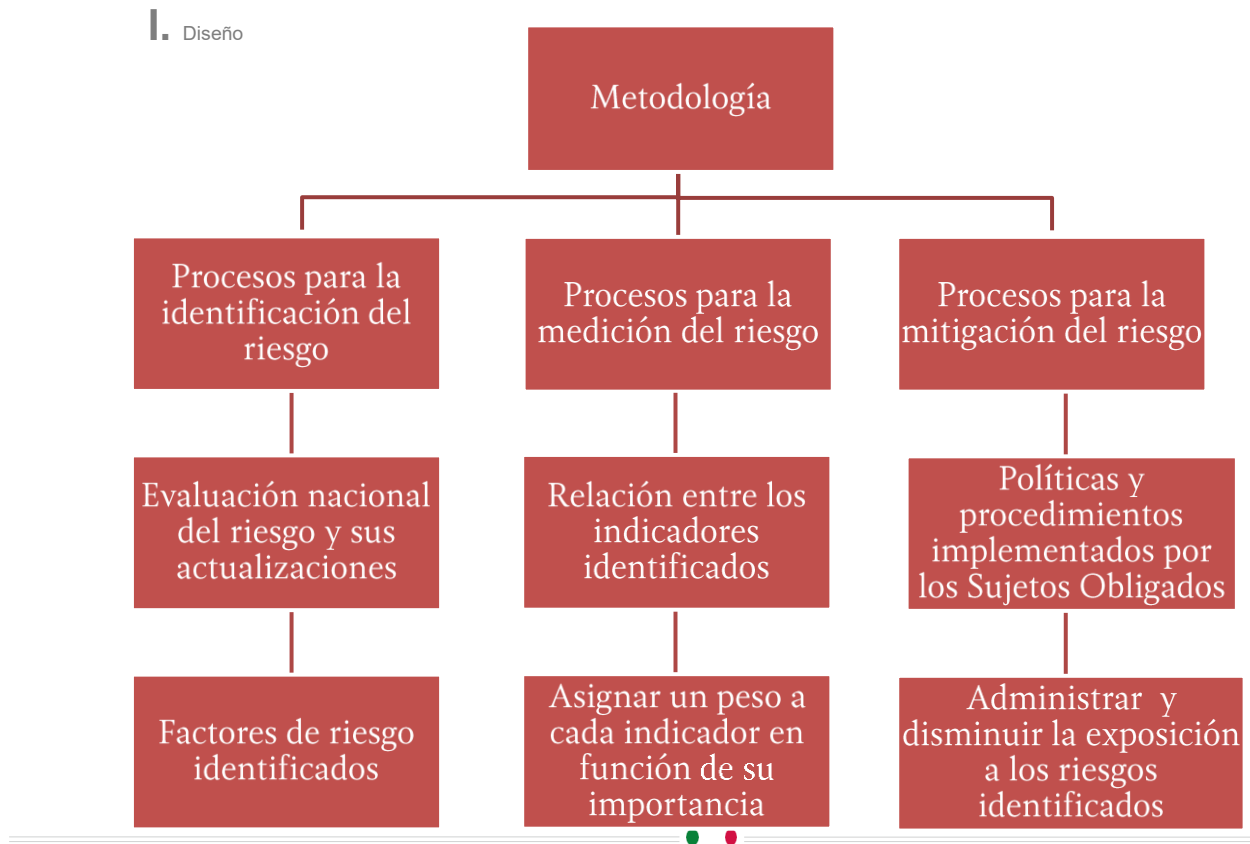 I. Diseño
Metodología
Procesos para la
identificación del
riesgo
Evaluación nacional
del riesgo y sus
actualizaciones
Factores de riesgo
identificados
Procesos para la
medición del riesgo
Relación entre los
indicadores
identificados
Asignar un peso a
cada indicador en
función de su
importancia
Procesos para la
mitigación del riesgo
Políticas y
procedimientos
implementados por
los Sujetos Obligados
Administrar y
disminuir la exposición
a los riesgos
identificados